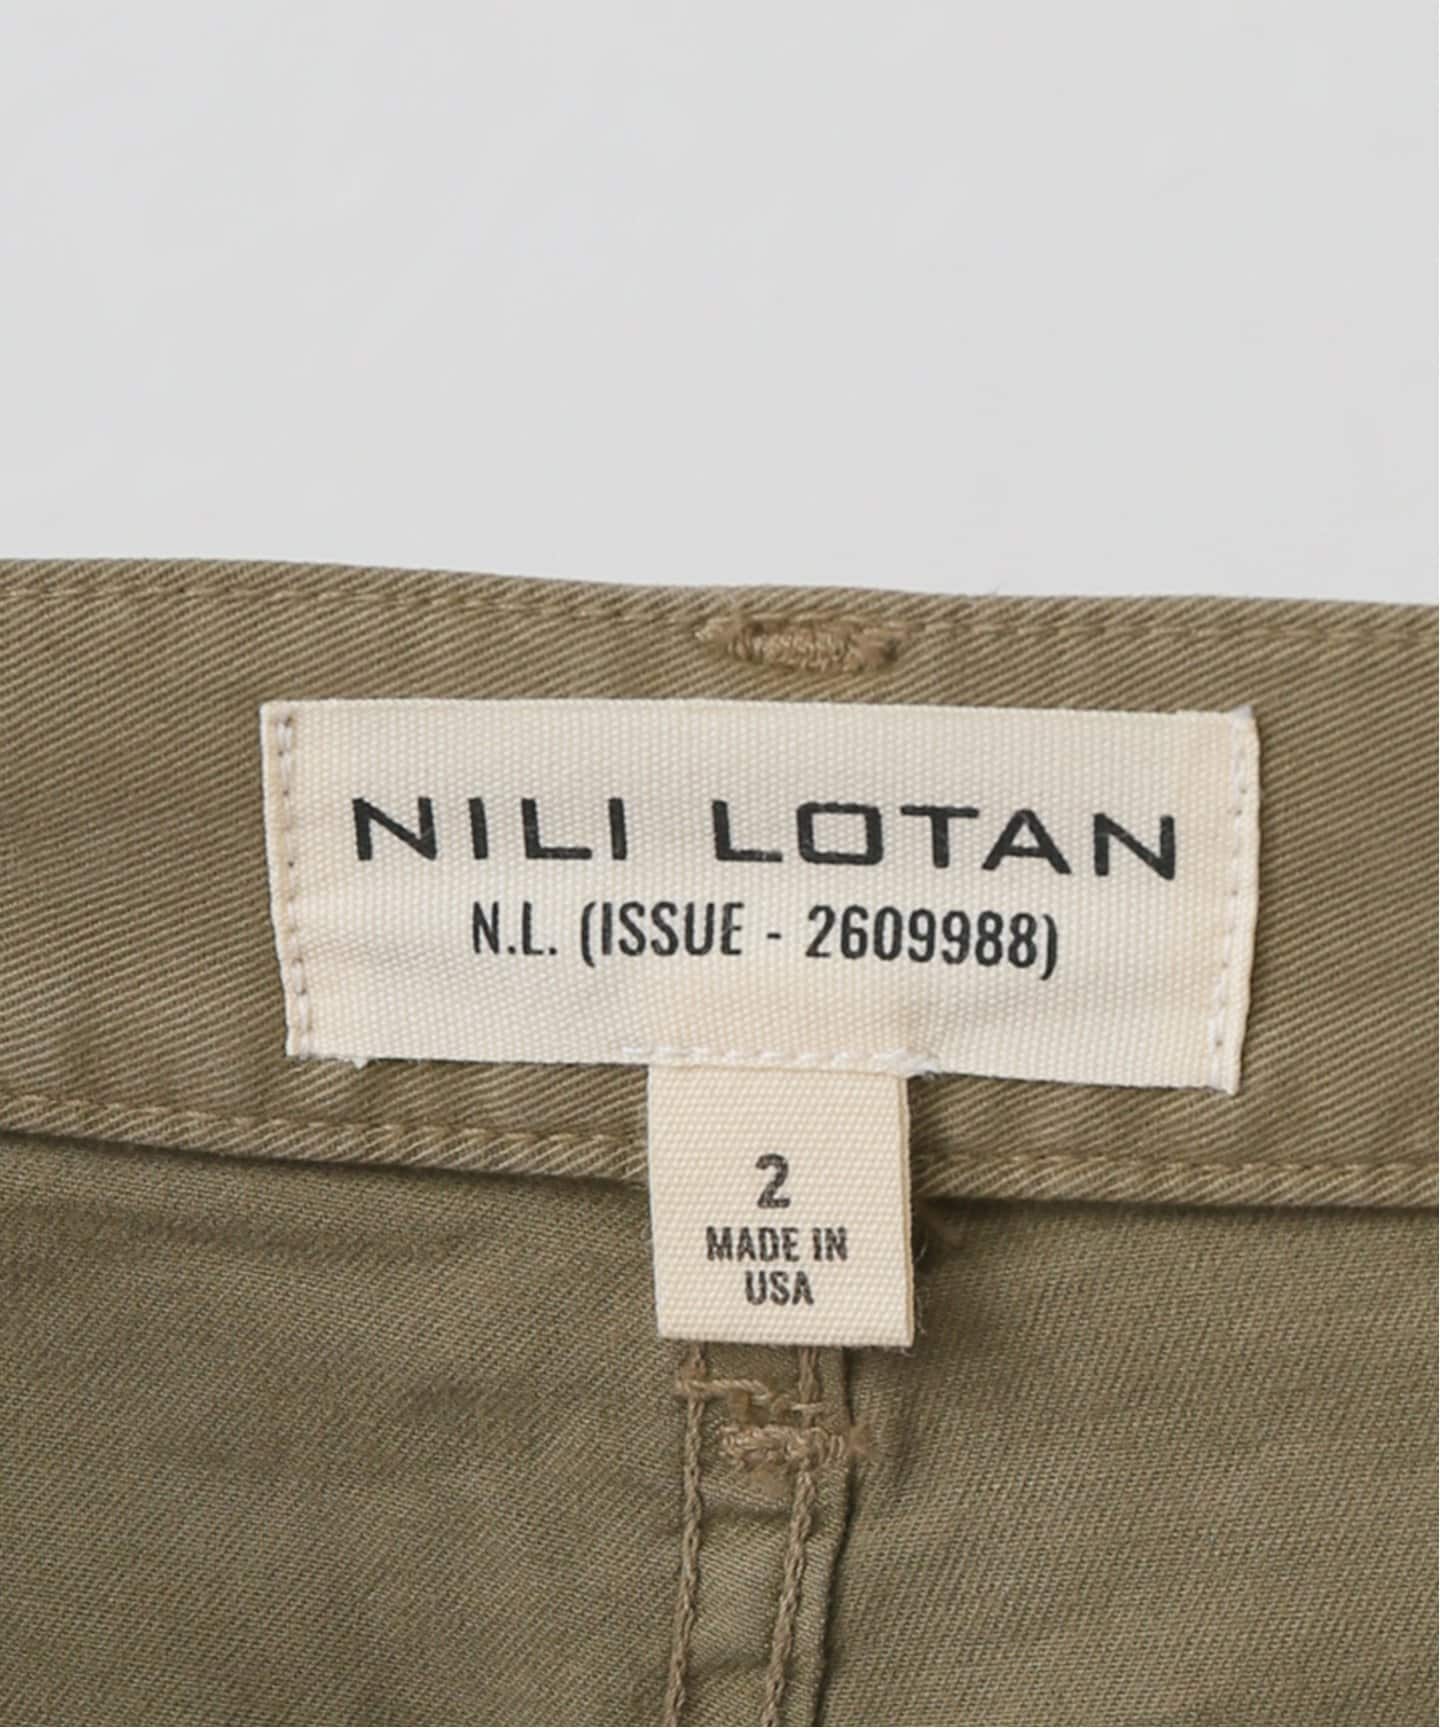 NILI LOTAN
N.L. (ISSUE - 2609988)
2
MADE IN
USA